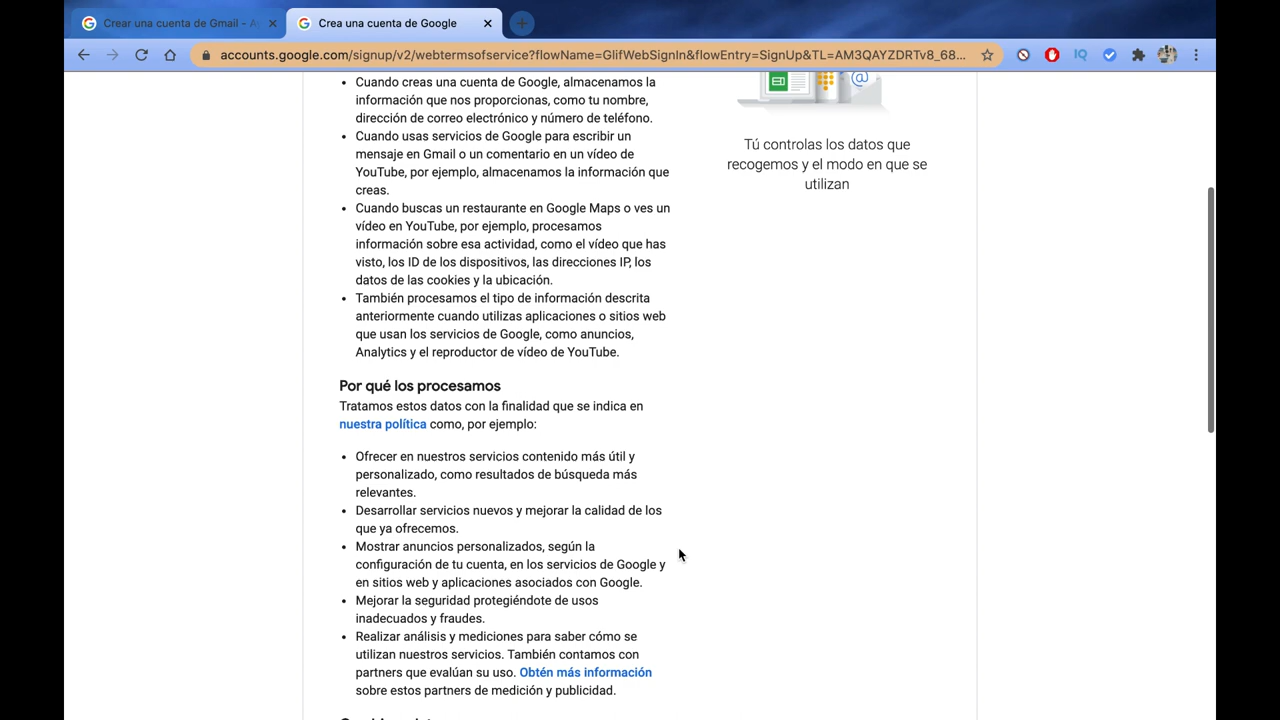 Crear una cuenta de Gmail - A
Crea una cuenta de Google
accounts.google.com/signup/v2/webtermsofservice?flowName=GlifWebSignIn&flowEntry=SignUp&TL=AM3QAYZDRTv8_68...
IQ
Cuando creas una cuenta de Google, almacenamos la
información que nos proporcionas, como tu nombre,
dirección de correo electrónico y número de teléfono.
Cuando usas servicios de Google para escribir un
mensaje en Gmail o un comentario en un vídeo de
YouTube, por ejemplo, almacenamos la información que
creas.
Cuando buscas un restaurante en Google Maps o ves un
vídeo en YouTube, por ejemplo, procesamos
información sobre esa actividad, como el vídeo que has
visto, los ID de los dispositivos, las direcciones IP, los
datos de las cookies y la ubicación.
También procesamos el tipo de información descrita
anteriormente cuando utilizas aplicaciones o sitios web
que usan los servicios de Google, como anuncios,
Analytics y el reproductor de vídeo de YouTube.
Por qué los procesamos
Tratamos estos datos con la finalidad que se indica en
nuestra política como, por ejemplo:
Ofrecer en nuestros servicios contenido más útil y
personalizado, como resultados de búsqueda más
relevantes.
Desarrollar servicios nuevos y mejorar la calidad de los
que ya ofrecemos.
Mostrar anuncios personalizados, según la
configuración de tu cuenta, en los servicios de Google y
en sitios web y aplicaciones asociados con Google.
Mejorar la seguridad protegiéndote de usos
inadecuados y fraudes.
Realizar análisis y mediciones para saber cómo se
utilizan nuestros servicios. También contamos con
partners que evalúan su uso. Obtén más información
sobre estos partners de medición y publicidad.
@
Tú controlas los datos que
recogemos y el modo en que se
utilizan